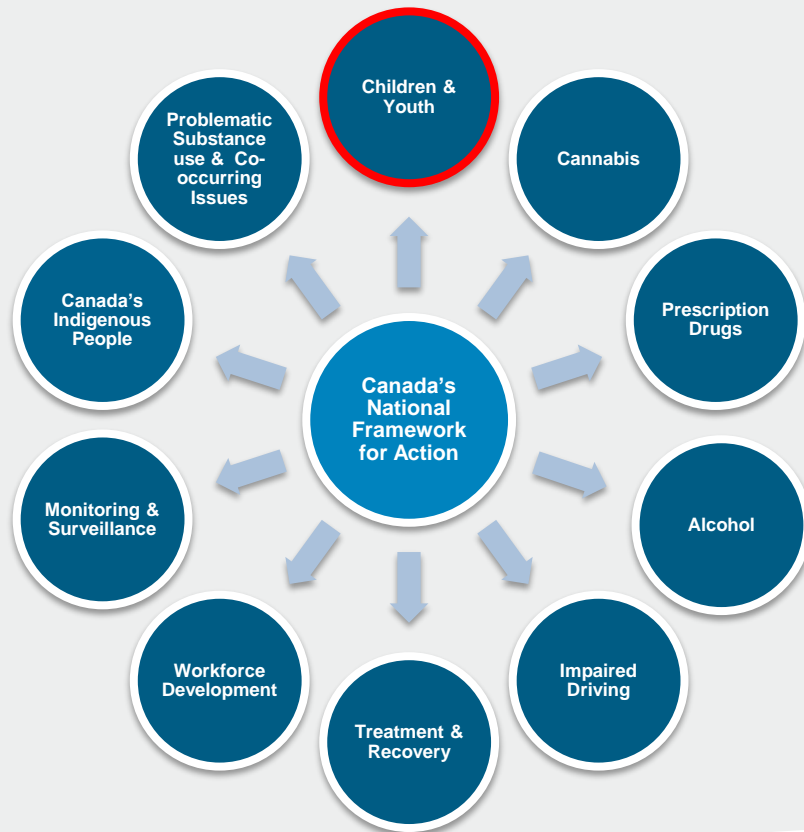 Children &
Youth
Cannabis
Prescription
Drugs
Alcohol
Impaired
Driving
Treatment &
Recovery
Workforce
Development
Monitoring &
Surveillance
Canada’s
Indigenous
People
Problematic
Substance
use &  Co-
occurring
Issues
Canada’s
National
Framework
for Action